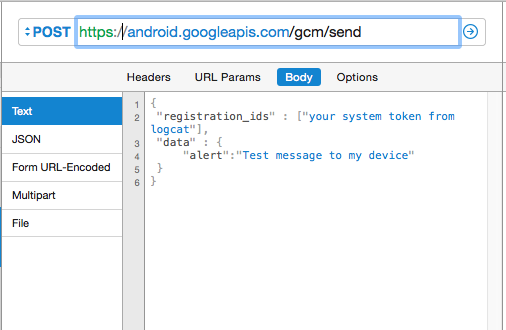 POST https://android.googleapis.com/gcm/send
Headers URL Params Body Options
Text
JSON
Form URL-Encoded
Multipart
File
1 {
2 "registration_ids" : ["your system token from
logcat"],
3 "data" : {
4 "alert":"Test message to my device"
5 }
6 }